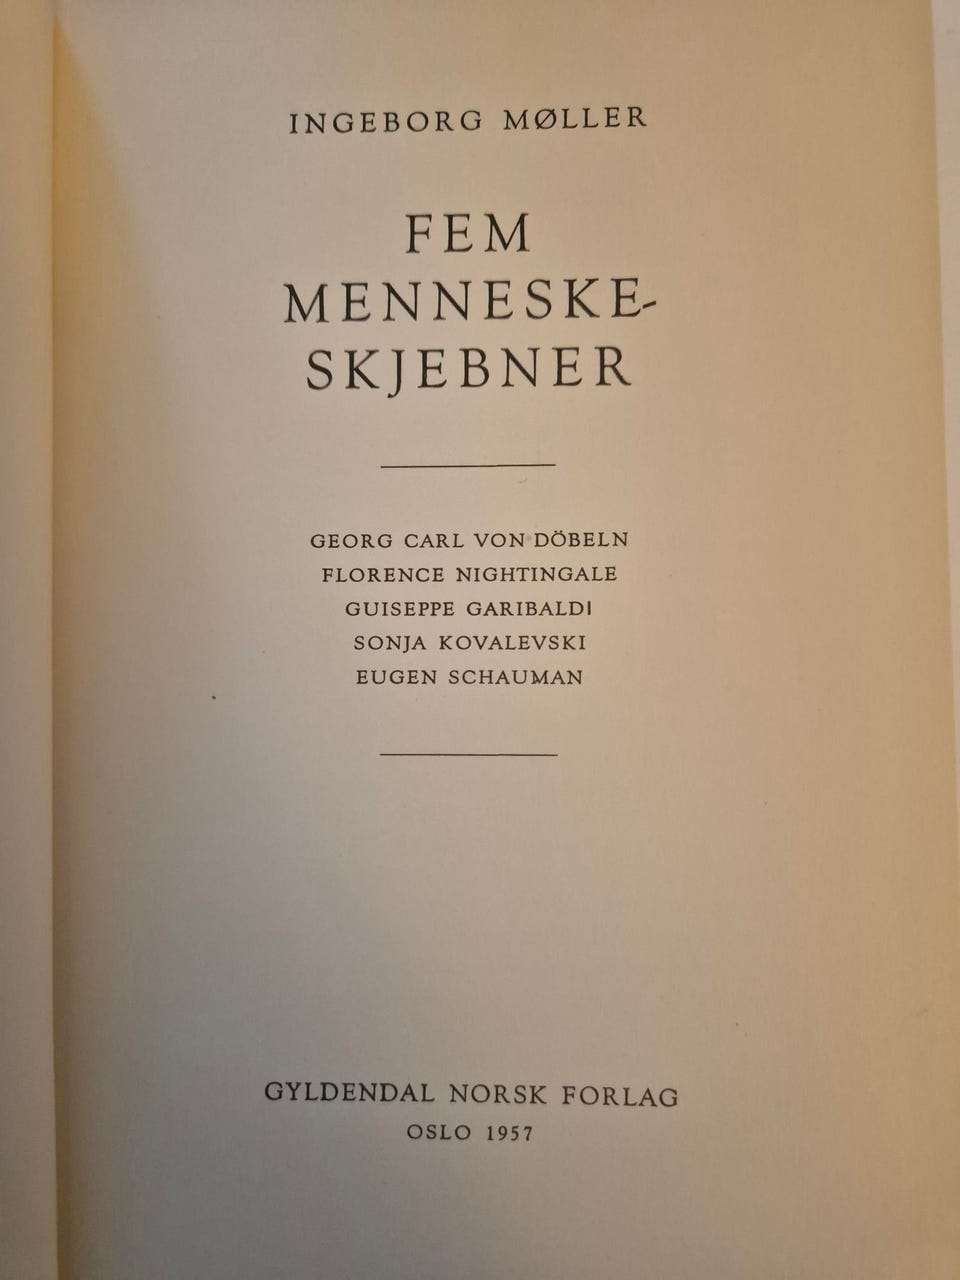 INGEBORG MØLLER
FEM
MENNESKE-
SKJEBNER
GEORG CARL VON DÖBELN
FLORENCE NIGHTINGALE
GUISEPPE GARIBALDI
SONJA KOVALEVSKI
EUGEN SCHAUMAN
GYLDENDAL NORSK FORLAG
OSLO 1957